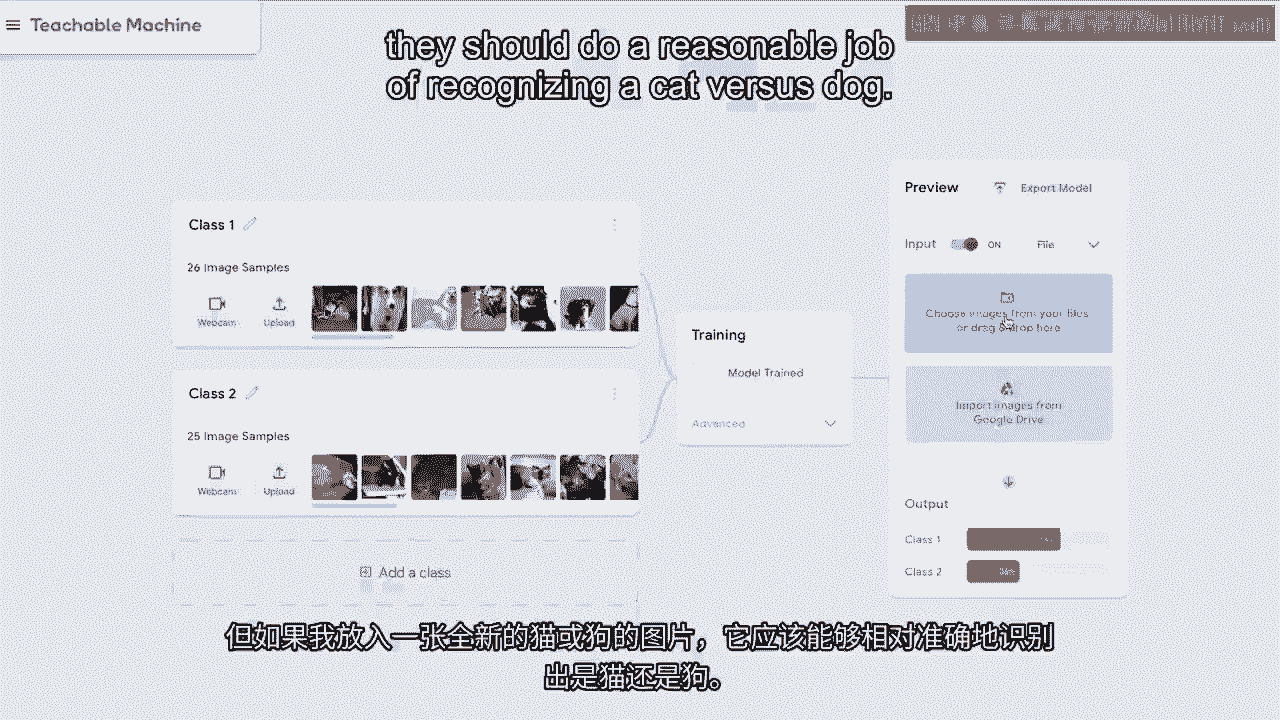 Teachable Machine
they should do a reasonable job
of recognizing a cat versus dog.
Preview
Export Model
Input
ON
File
Choose images from your files
or drag & drop here
Import images from
Google Drive
Output
Class 1
Class 2
Class 1
26 Image Samples
Webcam
Upload
Class 2
25 Image Samples
Webcam
Upload
Add a class
Training
Model Trained
Advanced
但如果我放入一张全新的猫或狗的图片，它应该能够相对准确地识别
出是猫还是狗。